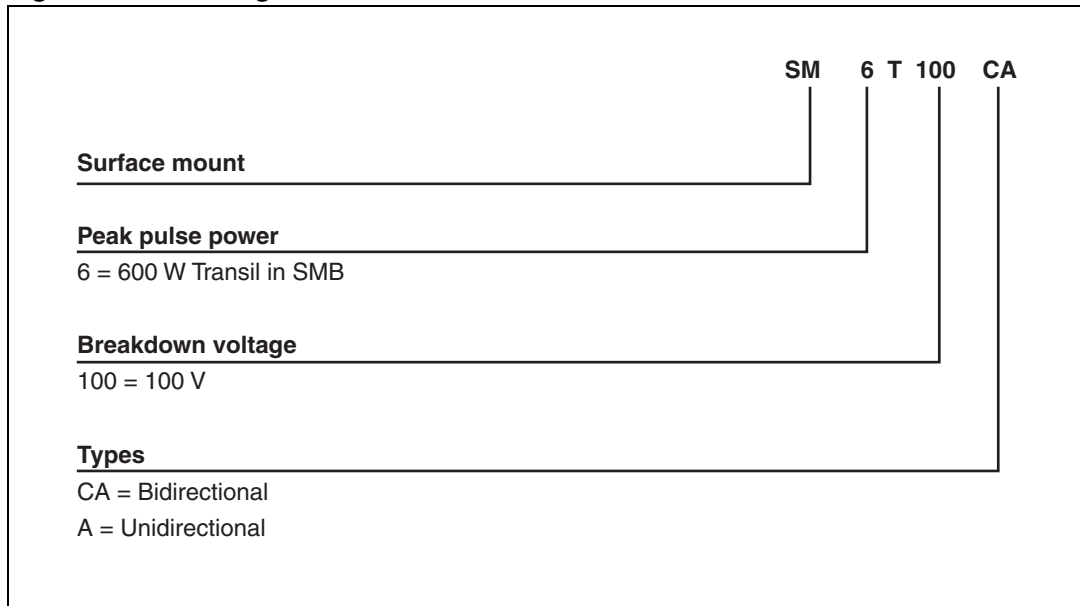 SM 6 T 100 CA
Surface mount
Peak pulse power
6 = 600 W Transil in SMB
Breakdown voltage
100 = 100 V
Types
CA = Bidirectional
A = Unidirectional